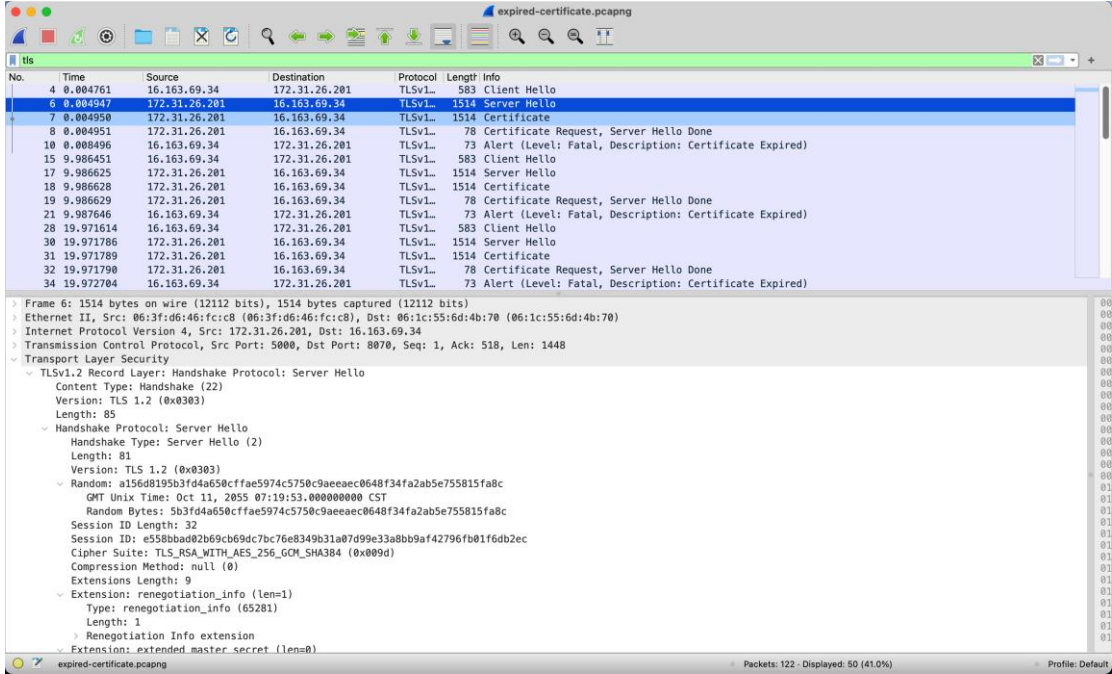 expired-certificate.pcapng
tls
No. Time Source Destination Protocol Length Info
4 0.004761 16.163.69.34 172.31.26.201 TLSv1… 583 Client Hello
6 0.004947 172.31.26.201 16.163.69.34 TLSv1… 1514 Server Hello
7 0.004950 172.31.26.201 16.163.69.34 TLSv1… 1514 Certificate
8 0.004951 172.31.26.201 16.163.69.34 TLSv1… 78 Certificate Request, Server Hello Done
10 0.008496 16.163.69.34 172.31.26.201 TLSv1… 73 Alert (Level: Fatal, Description: Certificate Expired)
15 9.986451 16.163.69.34 172.31.26.201 TLSv1… 583 Client Hello
17 9.986625 172.31.26.201 16.163.69.34 TLSv1… 1514 Server Hello
18 9.986628 172.31.26.201 16.163.69.34 TLSv1… 1514 Certificate
19 9.986629 172.31.26.201 16.163.69.34 TLSv1… 78 Certificate Request, Server Hello Done
21 9.987646 16.163.69.34 172.31.26.201 TLSv1… 73 Alert (Level: Fatal, Description: Certificate Expired)
28 19.971614 16.163.69.34 172.31.26.201 TLSv1… 583 Client Hello
30 19.971786 172.31.26.201 16.163.69.34 TLSv1… 1514 Server Hello
31 19.971789 172.31.26.201 16.163.69.34 TLSv1… 1514 Certificate
32 19.971790 172.31.26.201 16.163.69.34 TLSv1… 78 Certificate Request, Server Hello Done
34 19.972704 16.163.69.34 172.31.26.201 TLSv1… 73 Alert (Level: Fatal, Description: Certificate Expired)
Frame 6: 1514 bytes on wire (12112 bits), 1514 bytes captured (12112 bits)
Ethernet II, Src: 06:3f:d6:46:fc:c8 (06:3f:d6:46:fc:c8), Dst: 06:1c:55:6d:4b:70 (06:1c:55:6d:4b:70)
Internet Protocol Version 4, Src: 172.31.26.201, Dst: 16.163.69.34
Transmission Control Protocol, Src Port: 5000, Dst Port: 8070, Seq: 1, Ack: 518, Len: 1448
Transport Layer Security
TLSv1.2 Record Layer: Handshake Protocol: Server Hello
Content Type: Handshake (22)
Version: TLS 1.2 (0x0303)
Length: 85
Handshake Protocol: Server Hello
Handshake Type: Server Hello (2)
Length: 81
Version: TLS 1.2 (0x0303)
Random: a156d8195b3fd4a650cffae5974c5750c9aeeaec0648f34fa2ab5e755815fa8c
GMT Unix Time: Oct 11, 2055 07:19:53.000000000 CST
Random Bytes: 5b3fd4a650cffae5974c5750c9aeeaec0648f34fa2ab5e755815fa8c
Session ID Length: 32
Session ID: e558bbad02b69cb69dc7bc76e8349b31a07d99e33a8bb9af42796fb01f6db2ec
Cipher Suite: TLS_RSA_WITH_AES_256_GCM_SHA384 (0x009d)
Compression Method: null (0)
Extensions Length: 9
Extension: renegotiation_info (len=1)
Type: renegotiation_info (65281)
Length: 1
Renegotiation Info extension
Extension: extended_master_secret (len=0)
expired-certificate.pcapng Packets: 122 · Displayed: 50 (41.0%) Profile: Default